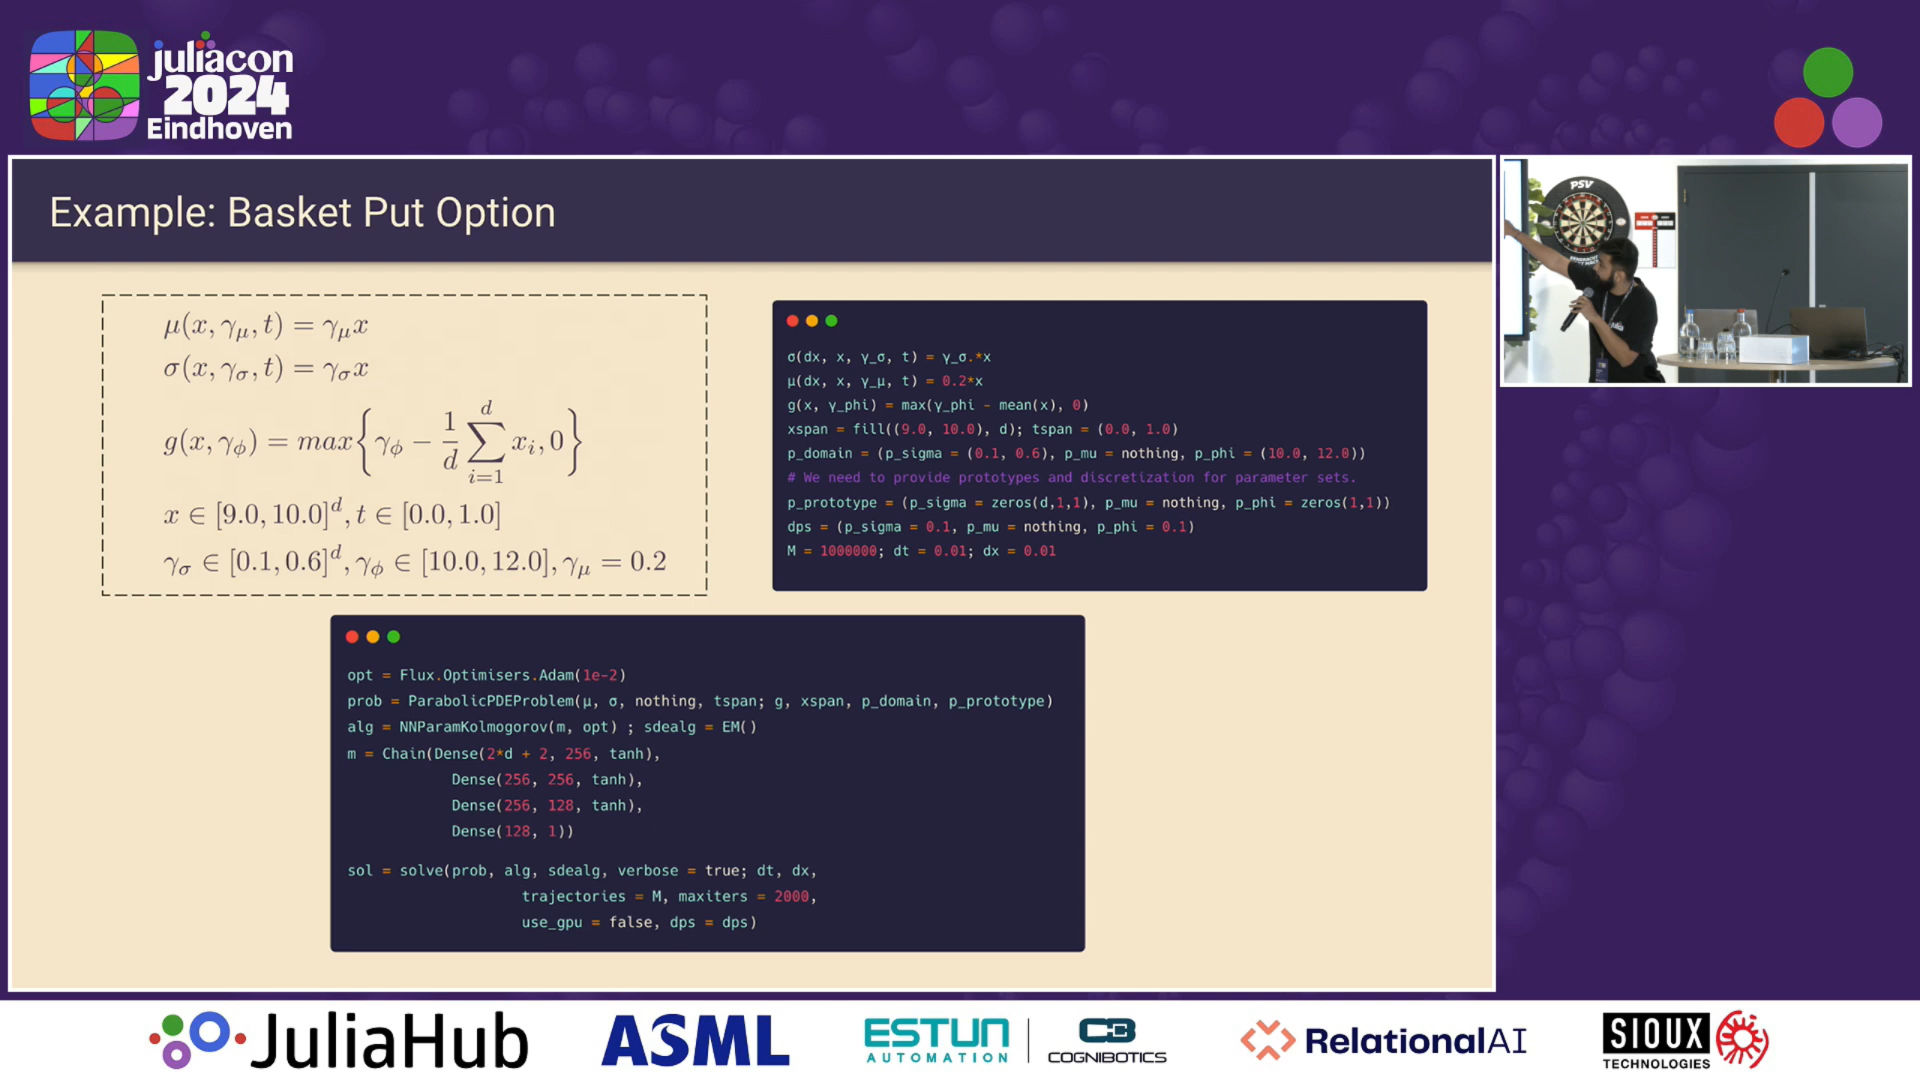 juliacon
2024
Eindhoven
Example: Basket Put Option
μ(x, γ_μ, t) = γ_μx
σ(x, γ_σ, t) = γ_σx
g(x, γ_ϕ) = max{γ_ϕ − 1/d ∑_{i=1}^{d} x_i, 0}
x ∈ [9.0, 10.0]^d, t ∈ [0.0, 1.0]
γ_σ ∈ [0.1, 0.6]^d, γ_ϕ ∈ [10.0, 12.0], γ_μ = 0.2
σ(dx, x, γ_σ, t) = γ_σ.*x
μ(dx, x, γ_μ, t) = 0.2*x
g(x, γ_phi) = max(γ_phi - mean(x), 0)
xspan = fill((9.0, 10.0), d); tspan = (0.0, 1.0)
p_domain = (p_sigma = (0.1, 0.6), p_mu = nothing, p_phi = (10.0, 12.0))
# We need to provide prototypes and discretization for parameter sets.
p_prototype = (p_sigma = zeros(d,1,1), p_mu = nothing, p_phi = zeros(1,1))
dps = (p_sigma = 0.1, p_mu = nothing, p_phi = 0.1)
M = 1000000; dt = 0.01; dx = 0.01
opt = Flux.Optimisers.Adam(1e-2)
prob = ParabolicPDEProblem(μ, σ, nothing, tspan; g, xspan, p_domain, p_prototype)
alg = NNParamKolmogorov(m, opt) ; sdealg = EM()
m = Chain(Dense(2*d + 2, 256, tanh),
Dense(256, 256, tanh),
Dense(256, 128, tanh),
Dense(128, 1))
sol = solve(prob, alg, sdealg, verbose = true; dt, dx,
trajectories = M, maxiters = 2000,
use_gpu = false, dps = dps)
PSV
JuliaHub
ASML
ESTUN
AUTOMATION
COGNIBOTICS
RelationalAI
SIOUX
TECHNOLOGIES